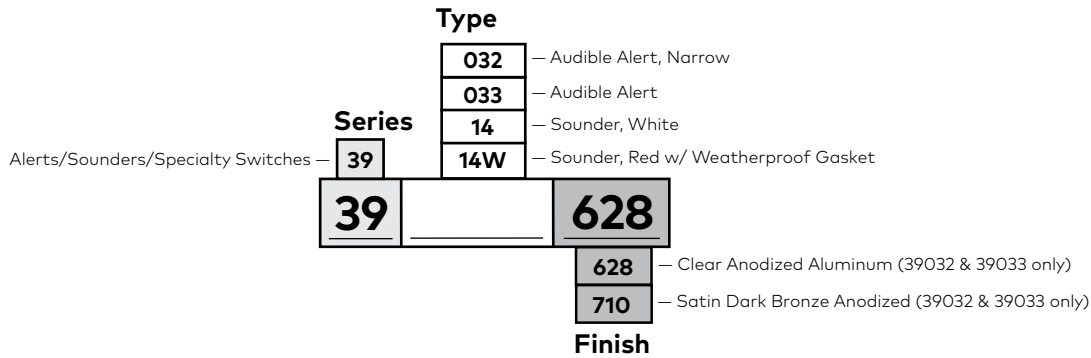 Type
032 — Audible Alert, Narrow
033 — Audible Alert
Series
14 — Sounder, White
Alerts/Sounders/Specialty Switches — 39
14W — Sounder, Red w/ Weatherproof Gasket
39 628
628 — Clear Anodized Aluminum (39032 & 39033 only)
710 — Satin Dark Bronze Anodized (39032 & 39033 only)
Finish